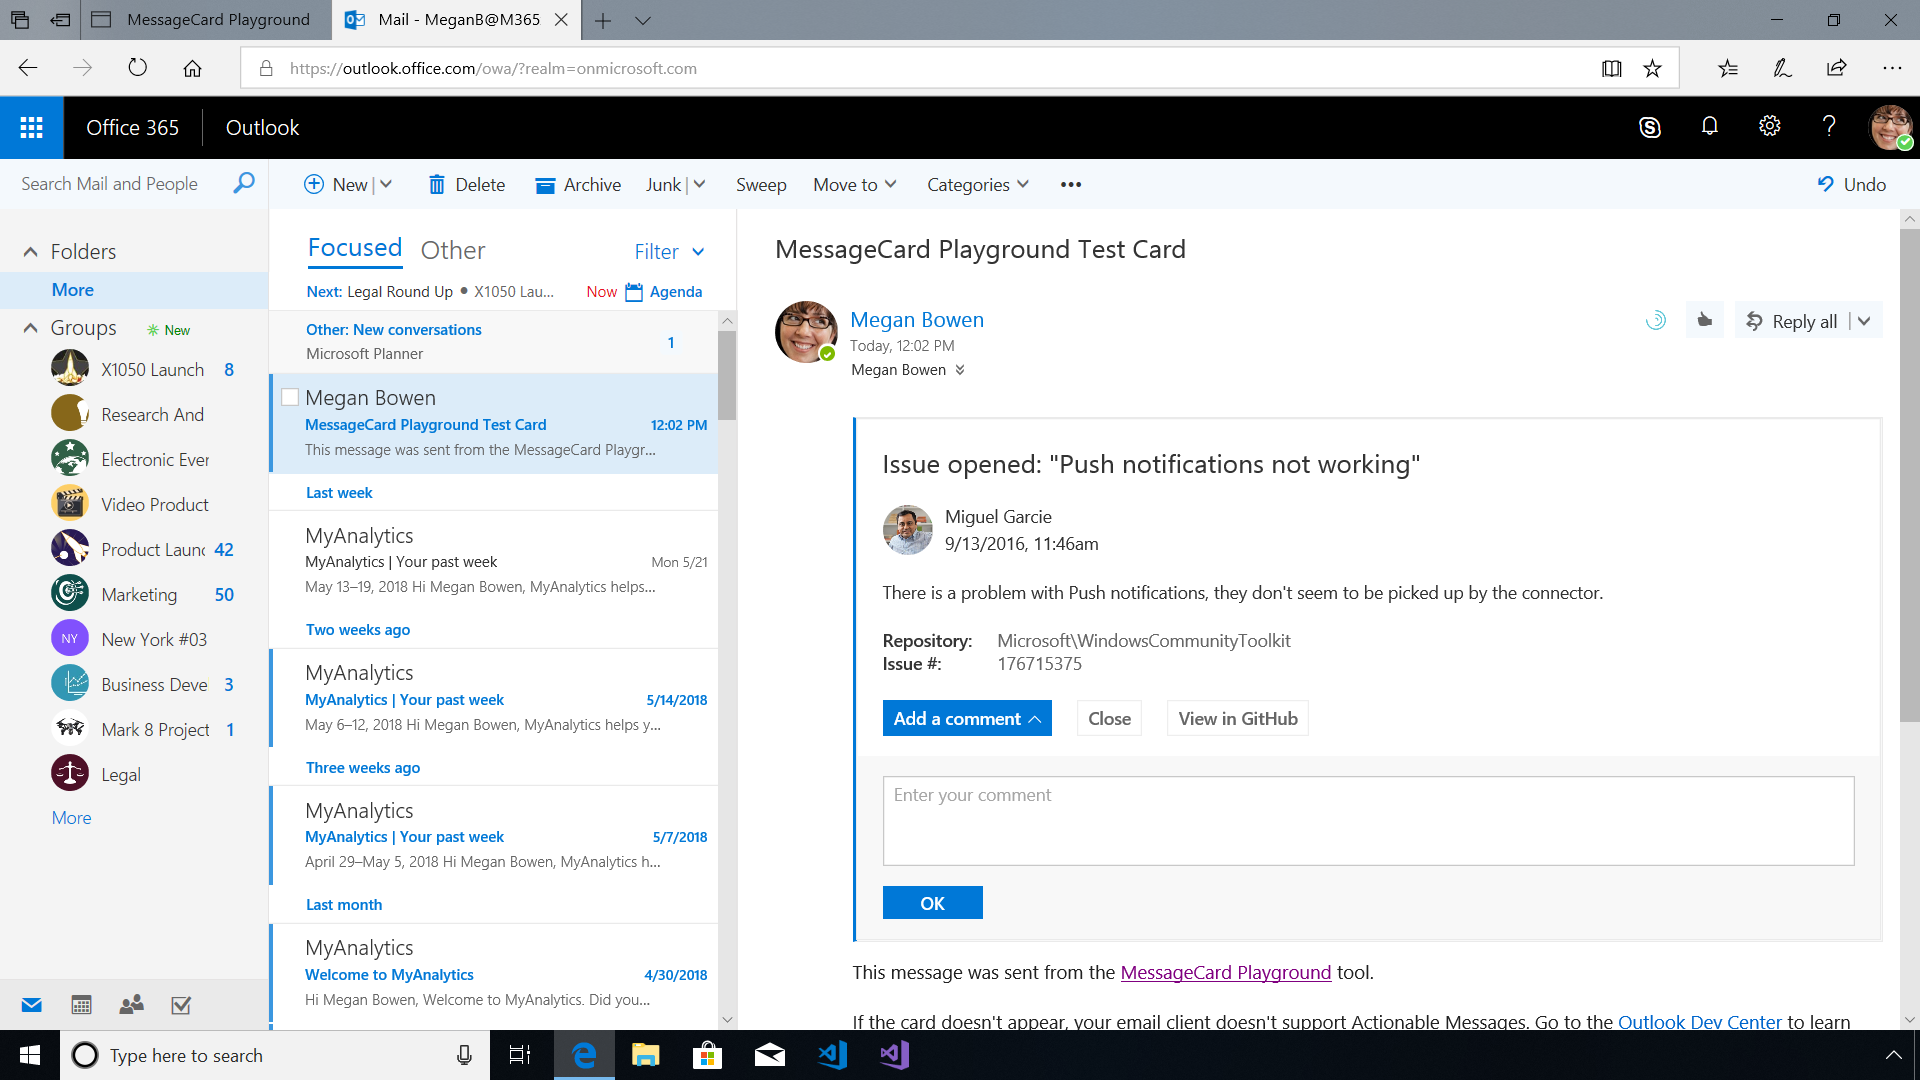 MessageCard Playground
Mail - MeganB@M365
https://outlook.office.com/owa/?realm=onmicrosoft.com
Office 365
Outlook
Search Mail and People
New
Delete
Archive
Junk
Sweep
Move to
Categories
Undo
Folders
More
Groups
New
X1050 Launch 8
Research And
Electronic Ever
Video Product
Product Launc 42
Marketing 50
NY
New York #03
Business Deve 3
Mark 8 Project 1
Legal
More
Focused
Other
Filter
Next: Legal Round Up • X1050 Lau...
Now
Agenda
Other: New conversations
Microsoft Planner
1
Megan Bowen
MessageCard Playground Test Card 12:02 PM
This message was sent from the MessageCard Playgr...
Last week
MyAnalytics
MyAnalytics | Your past week Mon 5/21
May 13–19, 2018 Hi Megan Bowen, MyAnalytics helps...
Two weeks ago
MyAnalytics
MyAnalytics | Your past week 5/14/2018
May 6–12, 2018 Hi Megan Bowen, MyAnalytics helps y...
Three weeks ago
MyAnalytics
MyAnalytics | Your past week 5/7/2018
April 29–May 5, 2018 Hi Megan Bowen, MyAnalytics h...
Last month
MyAnalytics
Welcome to MyAnalytics 4/30/2018
Hi Megan Bowen, Welcome to MyAnalytics. Did you...
MessageCard Playground Test Card
Megan Bowen
Today, 12:02 PM
Megan Bowen
Reply all
Issue opened: "Push notifications not working"
Miguel Garcie
9/13/2016, 11:46am
There is a problem with Push notifications, they don't seem to be picked up by the connector.
Repository: Microsoft\WindowsCommunityToolkit
Issue #: 176715375
Add a comment
Close
View in GitHub
Enter your comment
OK
This message was sent from the MessageCard Playground tool.
If the card doesn't appear, your email client doesn't support Actionable Messages. Go to the Outlook Dev Center to learn
Type here to search